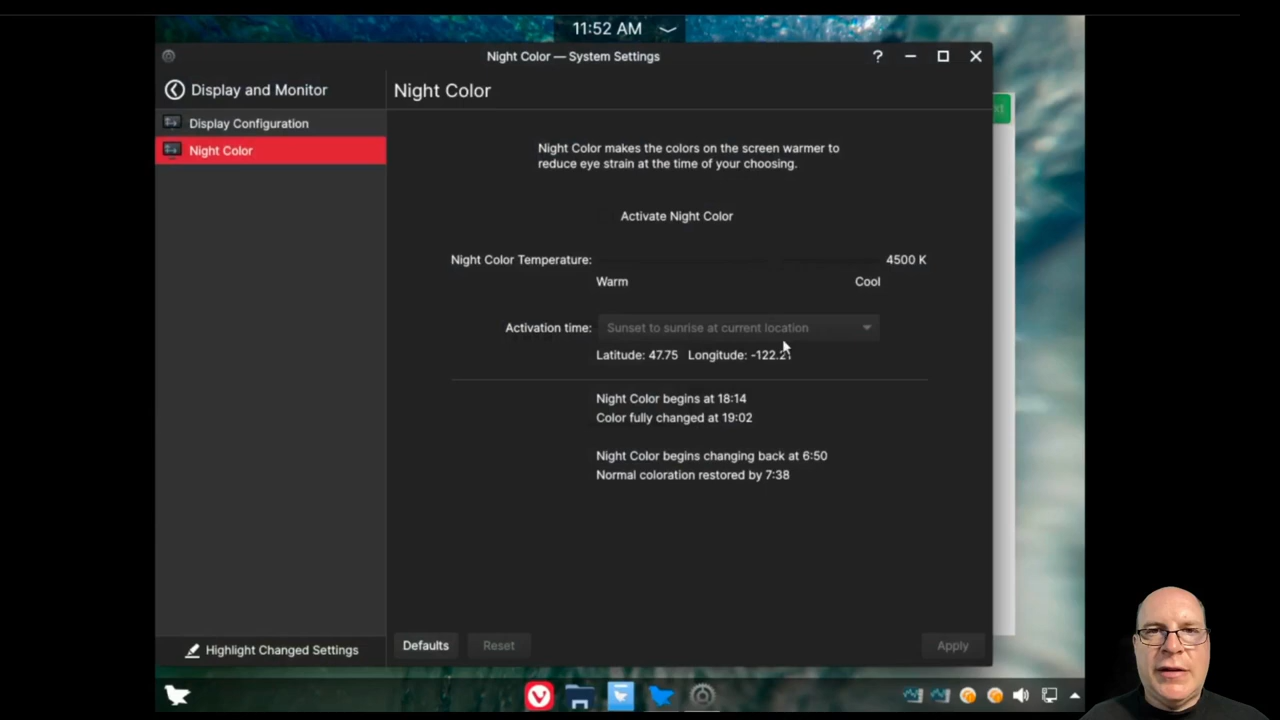 11:52 AM
Night Color — System Settings
?
Display and Monitor
Night Color
Display Configuration
Night Color
Night Color makes the colors on the screen warmer to
reduce eye strain at the time of your choosing.
Activate Night Color
Night Color Temperature:
4500 K
Warm
Cool
Activation time:
Sunset to sunrise at current location
Latitude: 47.75 Longitude:
Night Color begins at 18:14
Color fully changed at 19:02
Night Color begins changing back at 6:50
Normal coloration restored by 7:38
Highlight Changed Settings
Defaults
Reset
Apply